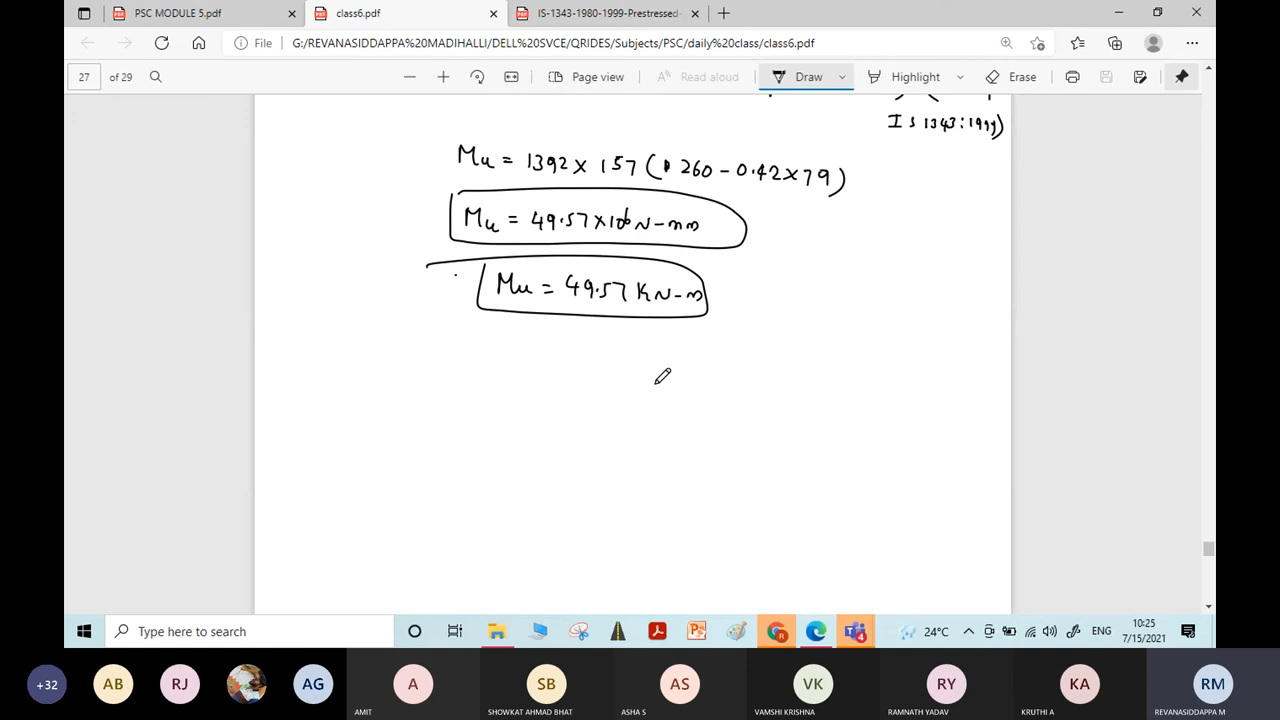 PSC MODULE 5.pdf
class6.pdf
IS-1343-1980-1999-Prestressed
File
G:/REVANASIDDAPPA%20MADIHALLI/DELL%20SVCE/QRIDES/Subjects/PSC/daily%20class/class6.pdf
27 of 29
Page view
Read aloud
Draw
Highlight
Erase
IS 1343:1999)
Mu = 1392 × 157 (260 - 0.42 × 79)
Mu = 49.57 × 10⁶ N-mm
Mu = 49.57 KN-m
Type here to search
24°C
ENG
10:25
7/15/2021
+32
AB
RJ
AG
A
AMIT
SB
SHOWKAT AHMAD BHAT
AS
ASHA S
VK
VAMSHI KRISHNA
RY
RAMNATH YADAV
KA
KRUTHI A
RM
REVANASIDDAPPA M